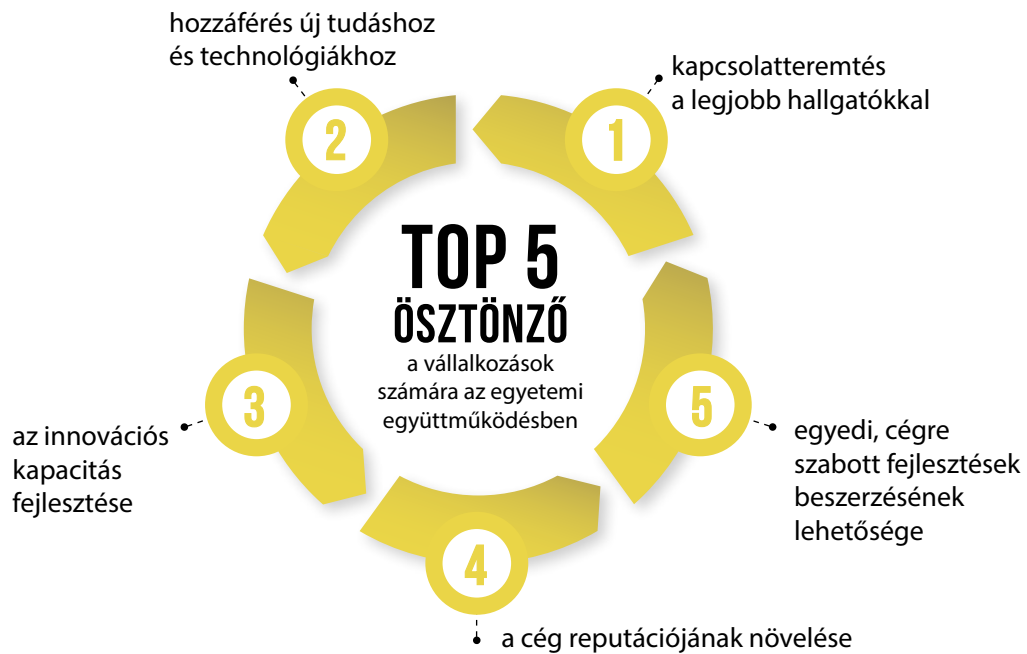 TOP 5
ÖSZTÖNZŐ
a vállalkozások
számára az egyetemi
együttműködésben
1
kapcsolatteremtés
a legjobb hallgatókkal
2
hozzáférés új tudáshoz
és technológiákhoz
3
az innovációs
kapacitás
fejlesztése
4
a cég reputációjának növelése
5
egyedi, cégre
szabott fejlesztések
beszerzésének
lehetősége